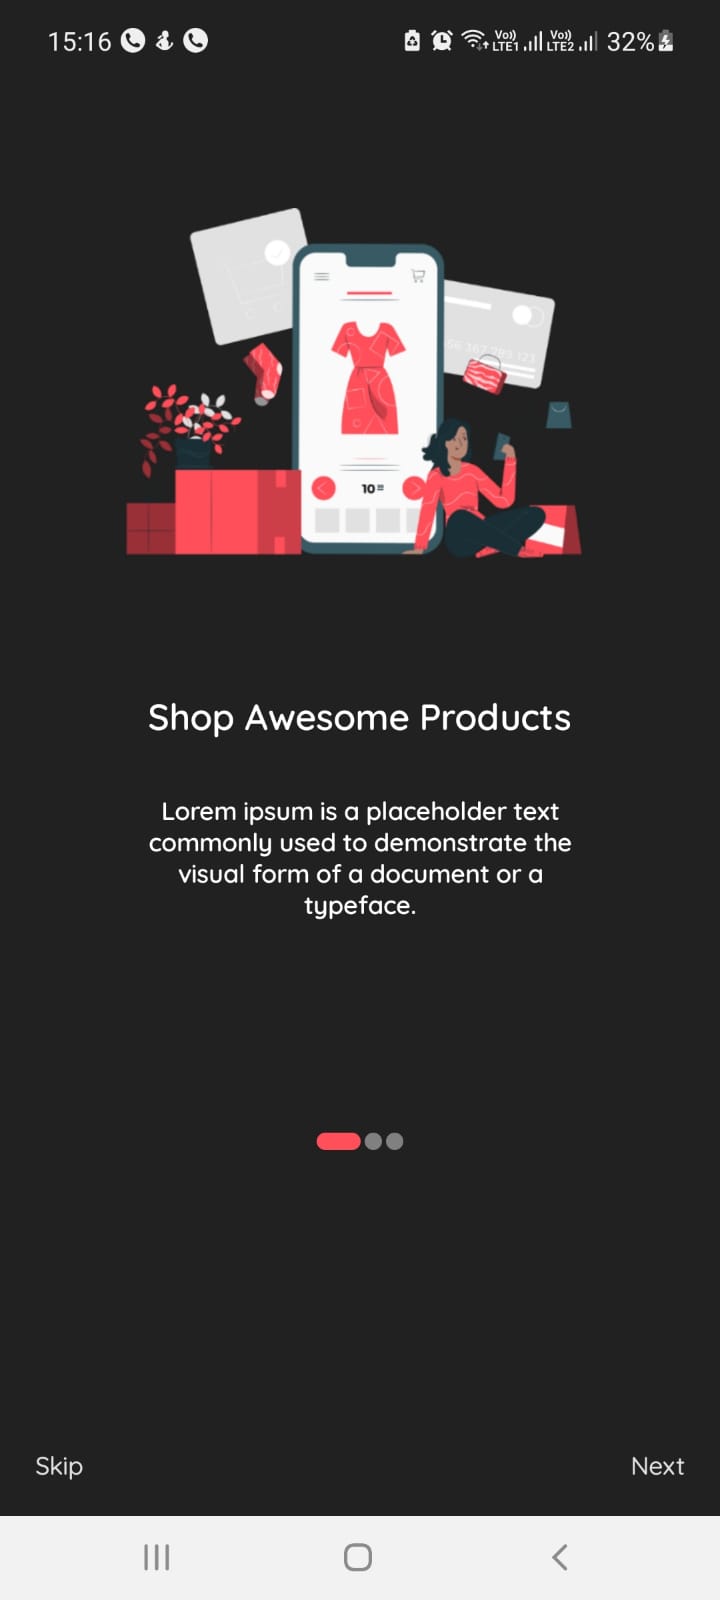 15:16
Vo)) LTE1 Vo)) LTE2 32%
10
Shop Awesome Products
Lorem ipsum is a placeholder text
commonly used to demonstrate the
visual form of a document or a
typeface.
Skip
Next